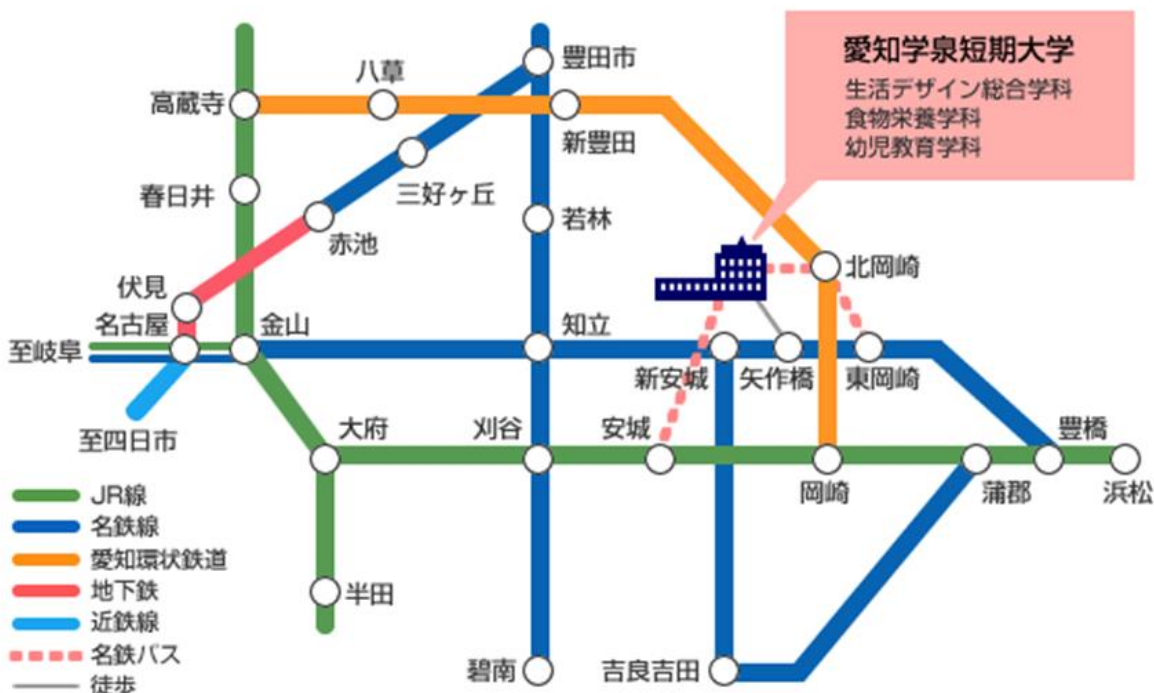 愛知学泉短期大学
生活デザイン総合学科
食物栄養学科
幼児教育学科
豊田市
八草
高蔵寺
新豊田
三好ヶ丘
春日井
若林
赤池
北岡崎
伏見
名古屋
金山
知立
至岐阜
新安城
矢作橋
東岡崎
至四日市
大府
刈谷
安城
豊橋
岡崎
蒲郡
浜松
半田
碧南
吉良吉田
JR線
名鉄線
愛知環状鉄道
地下鉄
近鉄線
名鉄バス
徒歩